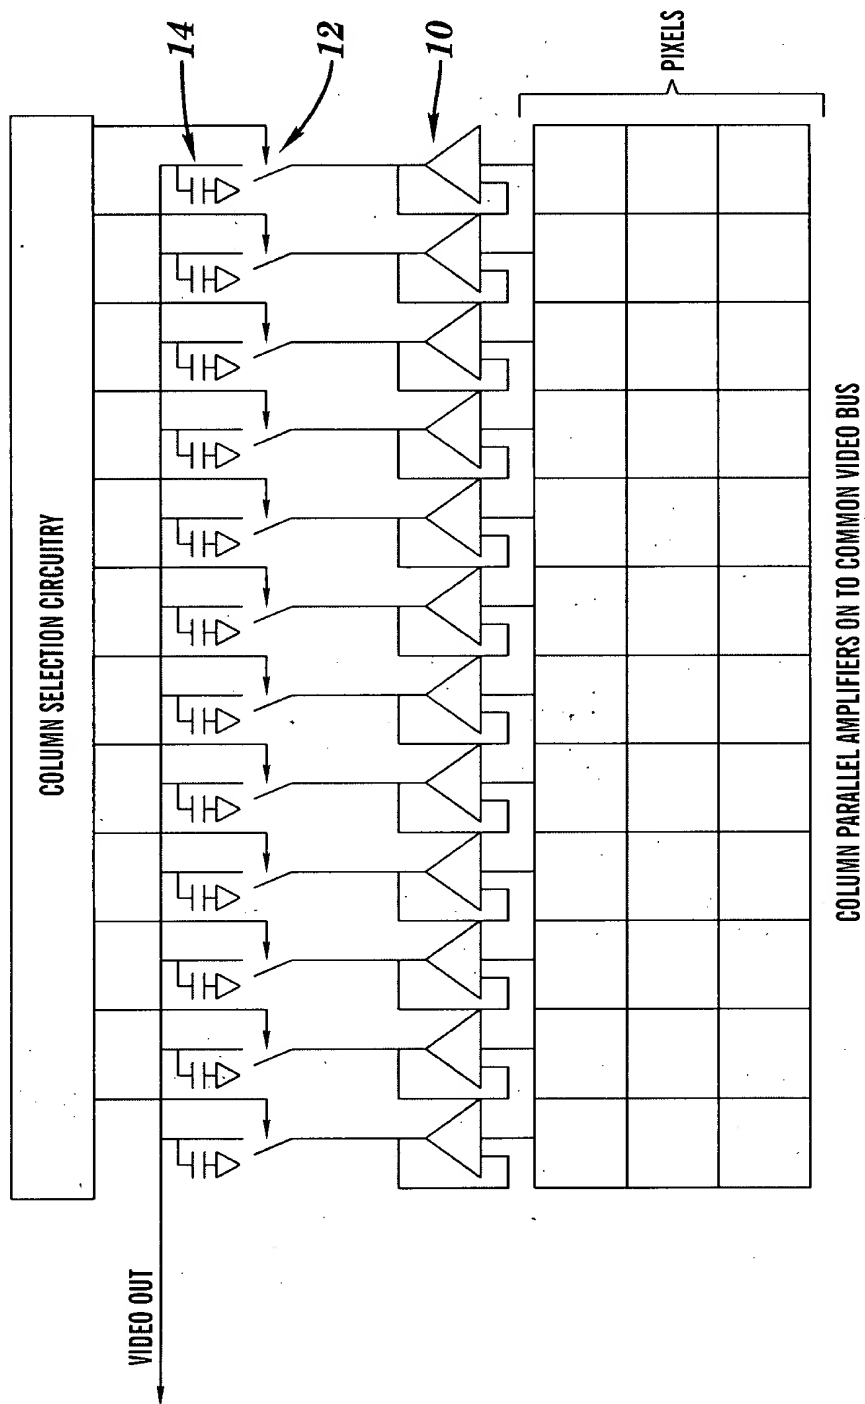 COLUMN SELECTION CIRCUITRY
VIDEO OUT
14
12
10
PIXELS
COLUMN PARALLEL AMPLIFIERS ON TO COMMON VIDEO BUS